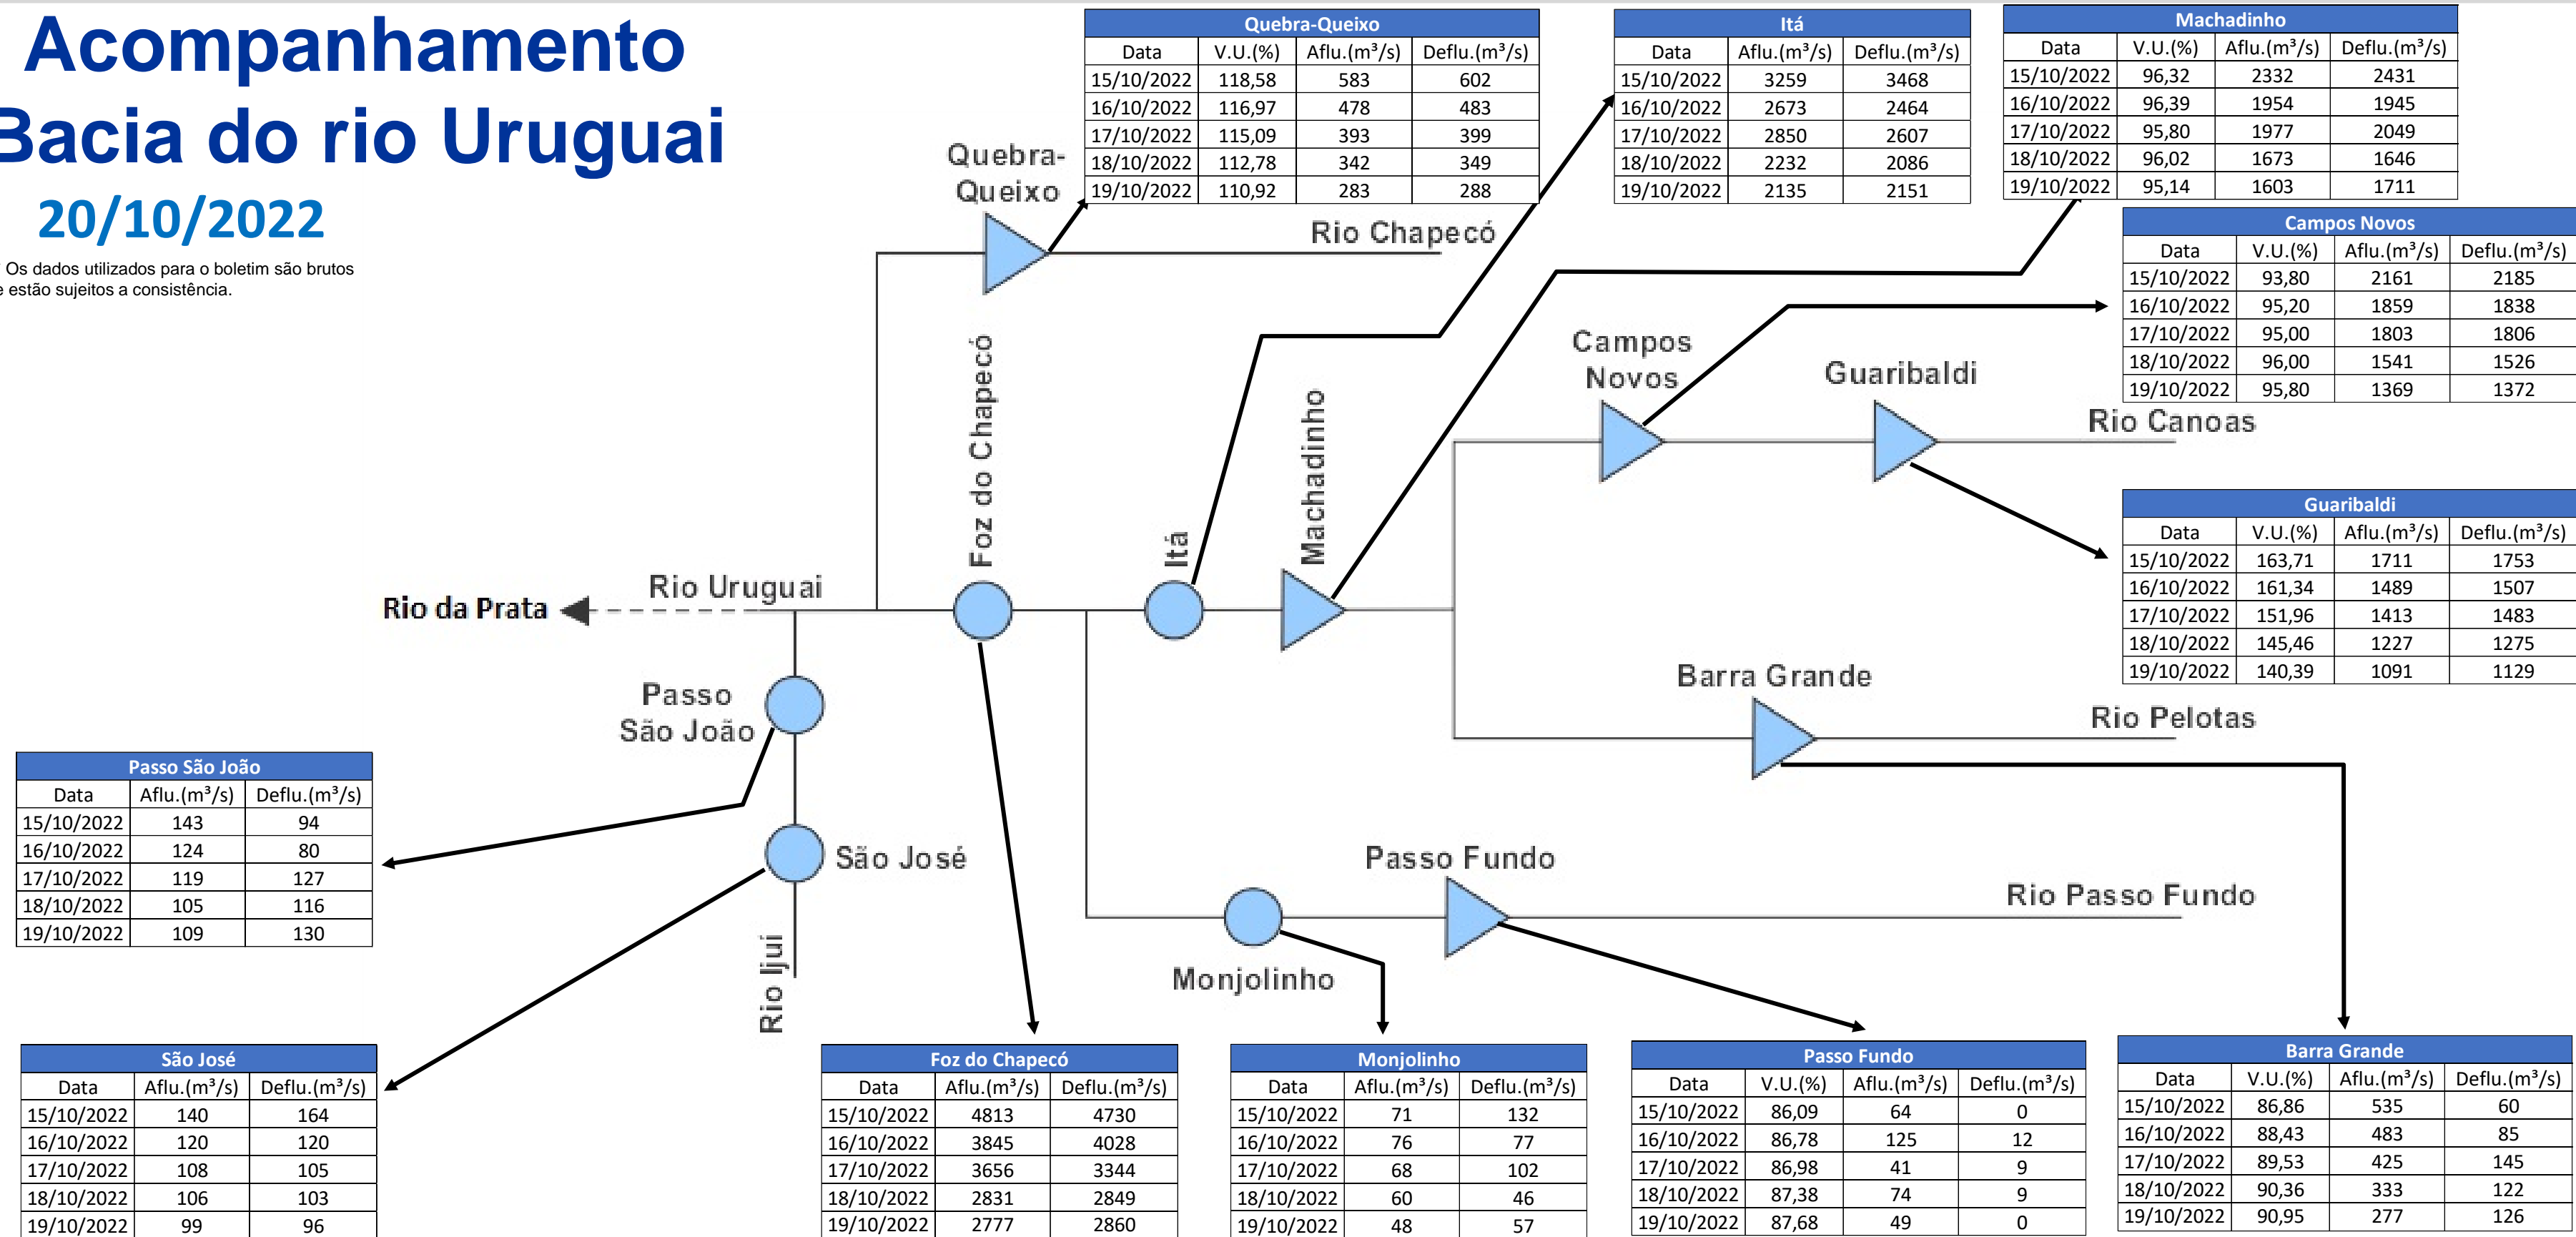 Acompanhamento
Bacia do rio Uruguai
20/10/2022
Os dados utilizados para o boletim são brutos
e estão sujeitos a consistência.
Quebra-Queixo
Data V.U.(%) Aflu.(m³/s) Deflu.(m³/s)
15/10/2022 118,58 583 602
16/10/2022 116,97 478 483
17/10/2022 115,09 393 399
18/10/2022 112,78 342 349
19/10/2022 110,92 283 288
Itá
Data Aflu.(m³/s) Deflu.(m³/s)
15/10/2022 3259 3468
16/10/2022 2673 2464
17/10/2022 2850 2607
18/10/2022 2232 2086
19/10/2022 2135 2151
Machadinho
Data V.U.(%) Aflu.(m³/s) Deflu.(m³/s)
15/10/2022 96,32 2332 2431
16/10/2022 96,39 1954 1945
17/10/2022 95,80 1977 2049
18/10/2022 96,02 1673 1646
19/10/2022 95,14 1603 1711
Campos Novos
Data V.U.(%) Aflu.(m³/s) Deflu.(m³/s)
15/10/2022 93,80 2161 2185
16/10/2022 95,20 1859 1838
17/10/2022 95,00 1803 1806
18/10/2022 96,00 1541 1526
19/10/2022 95,80 1369 1372
Quebra-
Queixo
Rio Chapecó
Foz do Chapecó
Itá
Machadinho
Campos
Novos
Guaribaldi
Rio Canoas
Guaribaldi
Data V.U.(%) Aflu.(m³/s) Deflu.(m³/s)
15/10/2022 163,71 1711 1753
16/10/2022 161,34 1489 1507
17/10/2022 151,96 1413 1483
18/10/2022 145,46 1227 1275
19/10/2022 140,39 1091 1129
Rio da Prata
Rio Uruguai
Passo
São João
Barra Grande
Rio Pelotas
Passo São João
Data Aflu.(m³/s) Deflu.(m³/s)
15/10/2022 143 94
16/10/2022 124 80
17/10/2022 119 127
18/10/2022 105 116
19/10/2022 109 130
São José
Rio Ijuí
Passo Fundo
Rio Passo Fundo
Monjolinho
São José
Data Aflu.(m³/s) Deflu.(m³/s)
15/10/2022 140 164
16/10/2022 120 120
17/10/2022 108 105
18/10/2022 106 103
19/10/2022 99 96
Foz do Chapecó
Data Aflu.(m³/s) Deflu.(m³/s)
15/10/2022 4813 4730
16/10/2022 3845 4028
17/10/2022 3656 3344
18/10/2022 2831 2849
19/10/2022 2777 2860
Monjolinho
Data Aflu.(m³/s) Deflu.(m³/s)
15/10/2022 71 132
16/10/2022 76 77
17/10/2022 68 102
18/10/2022 60 46
19/10/2022 48 57
Passo Fundo
Data V.U.(%) Aflu.(m³/s) Deflu.(m³/s)
15/10/2022 86,09 64 0
16/10/2022 86,78 125 12
17/10/2022 86,98 41 9
18/10/2022 87,38 74 9
19/10/2022 87,68 49 0
Barra Grande
Data V.U.(%) Aflu.(m³/s) Deflu.(m³/s)
15/10/2022 86,86 535 60
16/10/2022 88,43 483 85
17/10/2022 89,53 425 145
18/10/2022 90,36 333 122
19/10/2022 90,95 277 126